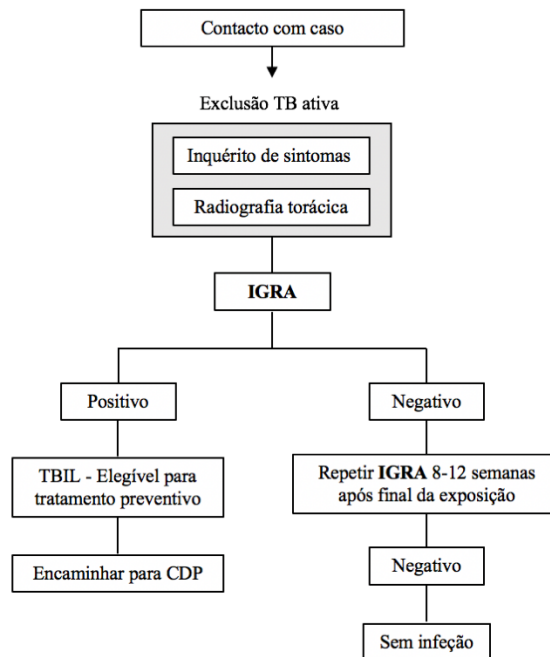 Contacto com caso
Exclusão TB ativa
Inquérito de sintomas
Radiografia torácica
IGRA
Positivo
Negativo
TBIL - Elegível para
tratamento preventivo
Repetir IGRA 8-12 semanas
após final da exposição
Encaminhar para CDP
Negativo
Sem infeção